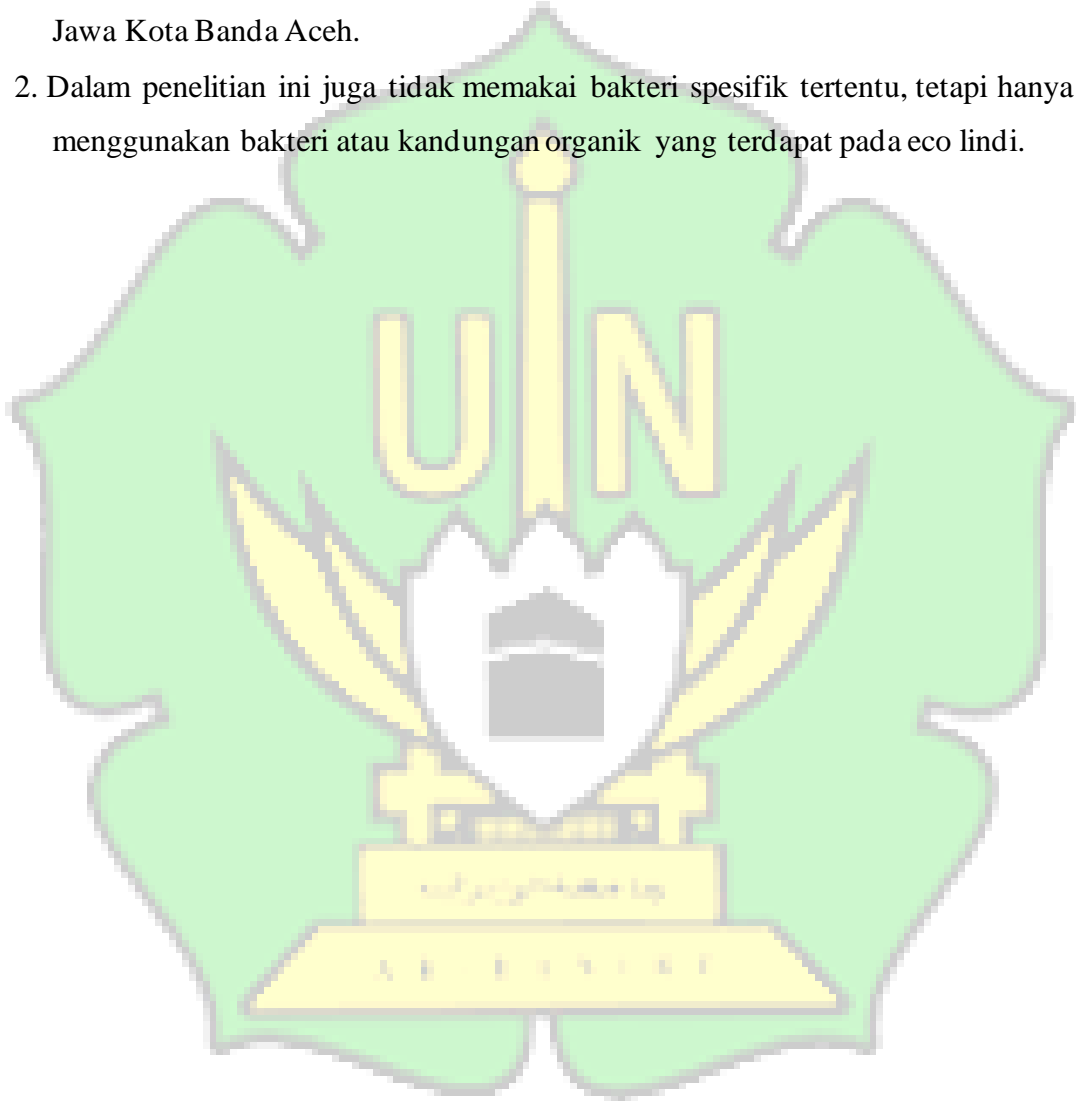 Jawa Kota Banda Aceh.
2. Dalam penelitian ini juga tidak memakai bakteri spesifik tertentu, tetapi hanya
menggunakan bakteri atau kandungan organik yang terdapat pada eco lindi.
U N